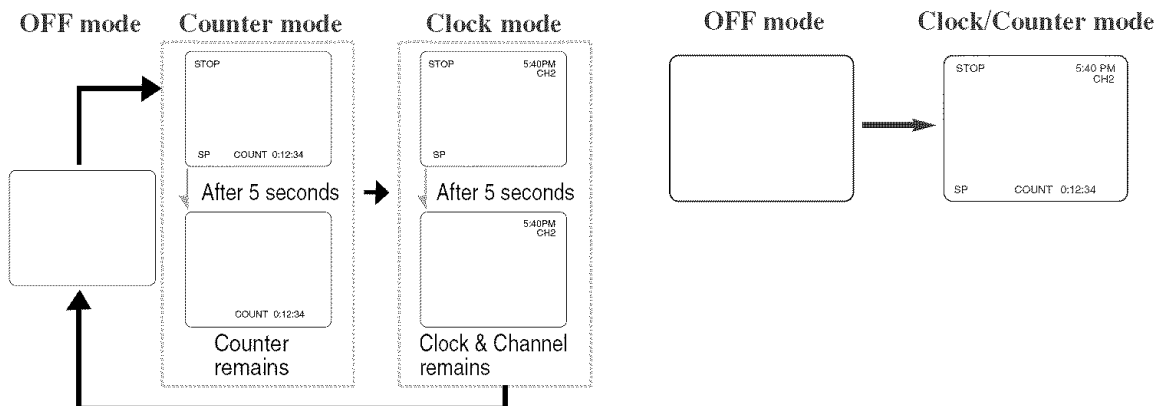 OFF mode
Counter mode
Clock mode
STOP
SP COUNT 0:12:34
After 5 seconds
COUNT 0:12:34
Counter
remains
STOP 5:40PM
CH2
SP
After 5 seconds
5:40PM
CH2
Clock & Channel
remains
OFF mode
Clock/Counter mode
STOP 5:40 PM
CH2
SP COUNT 0:12:34